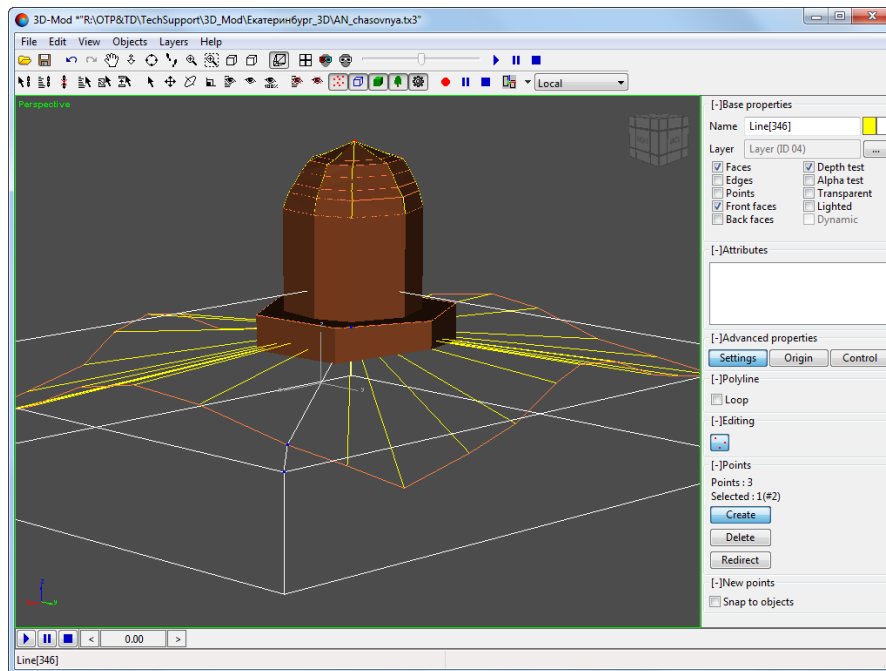 3D-Mod *"R:\OTP&TD\TechSupport\3D_Mod\Екатеринбург_3D\AN_chasovnya.tx3"
File Edit View Objects Layers Help
Local
Perspective
[-]Base properties
Name Line[346]
Layer Layer (ID 04) ...
Faces Depth test
Edges Alpha test
Points Transparent
Front faces Lighted
Back faces Dynamic
[-]Attributes
[-]Advanced properties
Settings Origin Control
[-]Polyline
Loop
[-]Editing
[-]Points
Points : 3
Selected : 1(#2)
Create
Delete
Redirect
[-]New points
Snap to objects
< 0.00 >
Line[346]